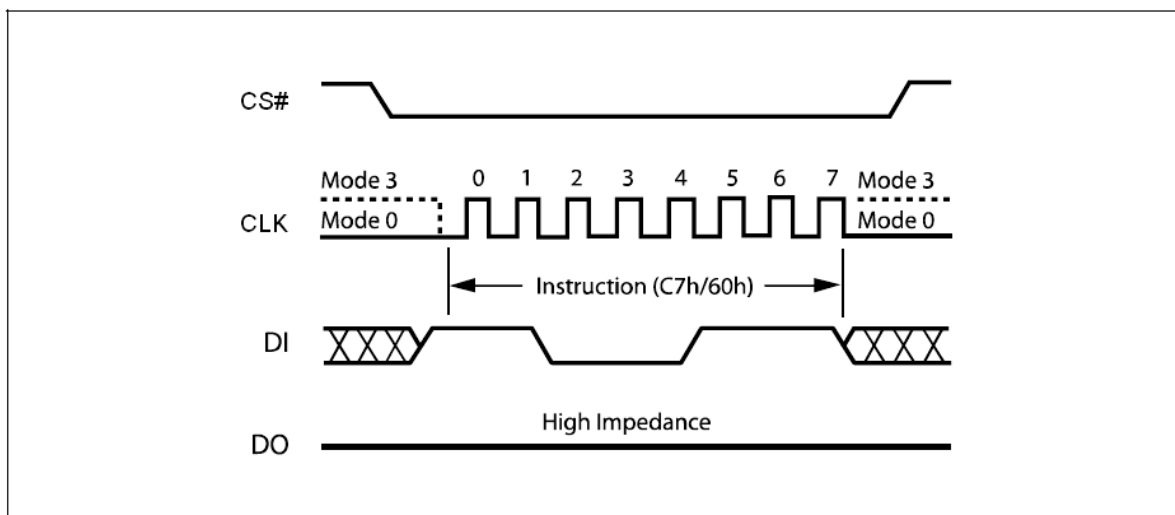 CS#
Mode 3 0 1 2 3 4 5 6 7 Mode 3
CLK Mode 0 Mode 0
Instruction (C7h/60h)
DI
High Impedance
DO